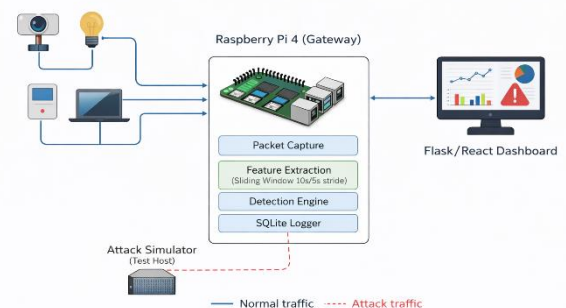 Raspberry Pi 4 (Gateway)
Packet Capture
Feature Extraction
(Sliding Window 10s/5s stride)
Detection Engine
SQLite Logger
Flask/React Dashboard
Attack Simulator
(Test Host)
Normal traffic
Attack traffic